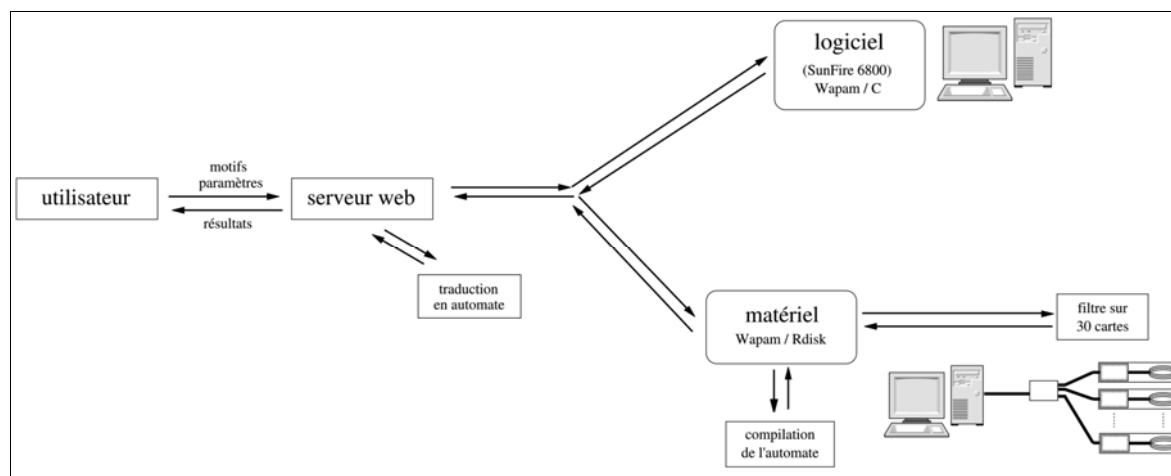 logiciel
(SunFire 6800)
Wapam / C
motifs
paramètres
utilisateur
serveur web
résultats
traduction
en automate
matériel
Wapam / Rdisk
filtre sur
30 cartes
compilation
de l'automate